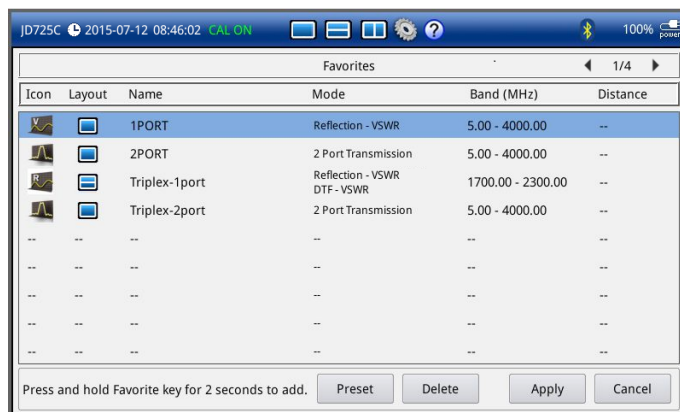 JD725C 2015-07-12 08:46:02 CAL ON ? 100% power
Favorites 1/4
Icon Layout Name Mode Band (MHz) Distance
V 1PORT Reflection - VSWR 5.00 - 4000.00 --
2PORT 2 Port Transmission 5.00 - 4000.00 --
R Triplex-1port Reflection - VSWR 1700.00 - 2300.00 --
DTF - VSWR
Triplex-2port 2 Port Transmission 5.00 - 4000.00 --
-- -- -- -- -- --
-- -- -- -- -- --
-- -- -- -- -- --
-- -- -- -- -- --
-- -- -- -- -- --
Press and hold Favorite key for 2 seconds to add. Preset Delete Apply Cancel